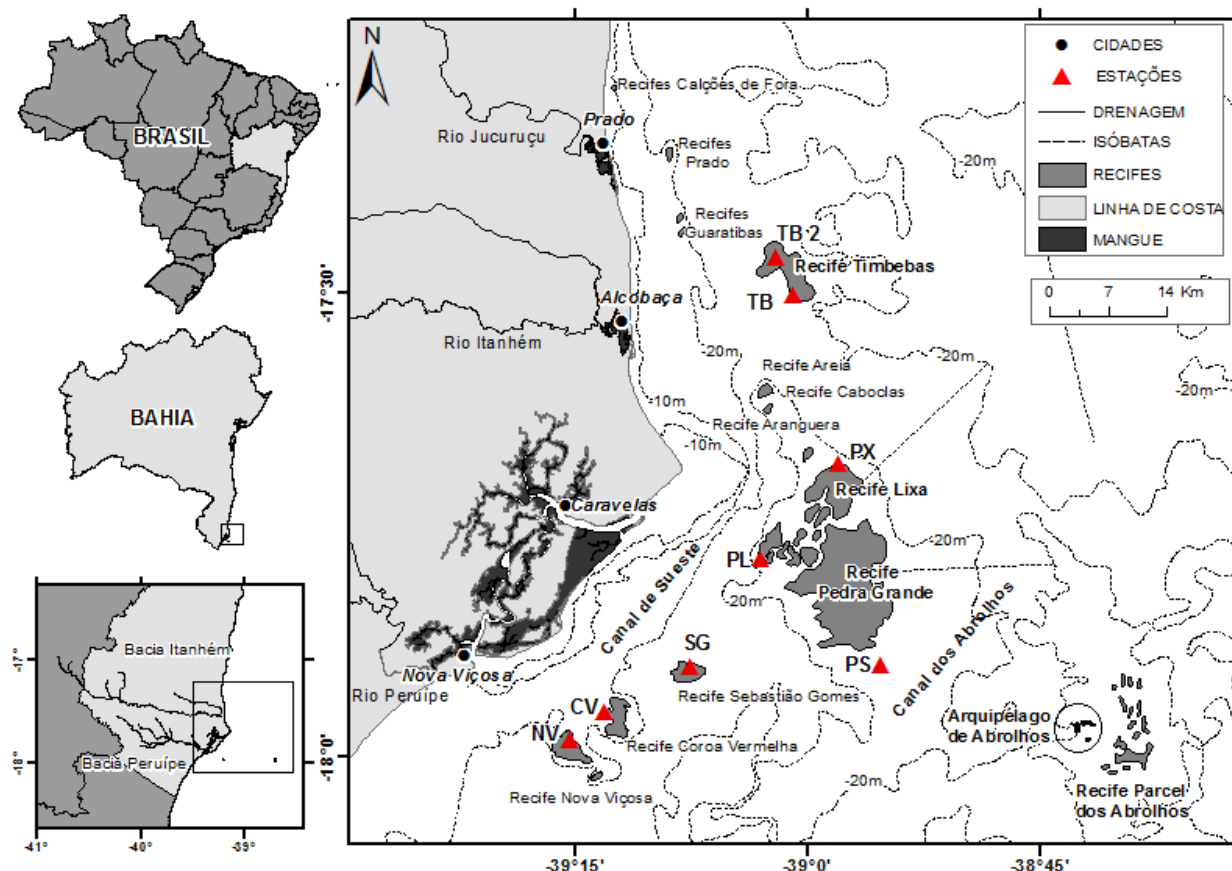 BRASIL
BAHIA
Bacia Itanhém
Bacia Peruípe
-17°
-18°
-41°
-40°
-39°
N
CIDADES
ESTAÇÕES
DRENAGEM
ISÓBATAS
RECIFES
LINHA DE COSTA
MANGUE
0 7 14 Km
Recifes Calções de Fora
Prado
Rio Jucuruçu
Recifes
Prado
-20m
Recifes
Guaratibas
TB 2
Recife Timbebas
TB
-17°30'
Alcobaça
Rio Itanhém
-20m
-20m
-20m
-20m
Recife Areia
Recife Caboclas
-10m
Recife Aranguera
-10m
PX
Recife Lixa
Caravelas
-20m
Canal de Sueste
PL
-20m
Recife
Pedra Grande
SG
PS
Canal dos Abrolhos
Nova Viçosa
Rio Peruípe
Recife Sebastião Gomes
CV
NV
Recife Coroa Vermelha
Arquipélago
de Abrolhos
-18°0'
-20m
Recife Nova Viçosa
Recife Parcel
dos Abrolhos
-39°15'
-39°0'
-38°45'